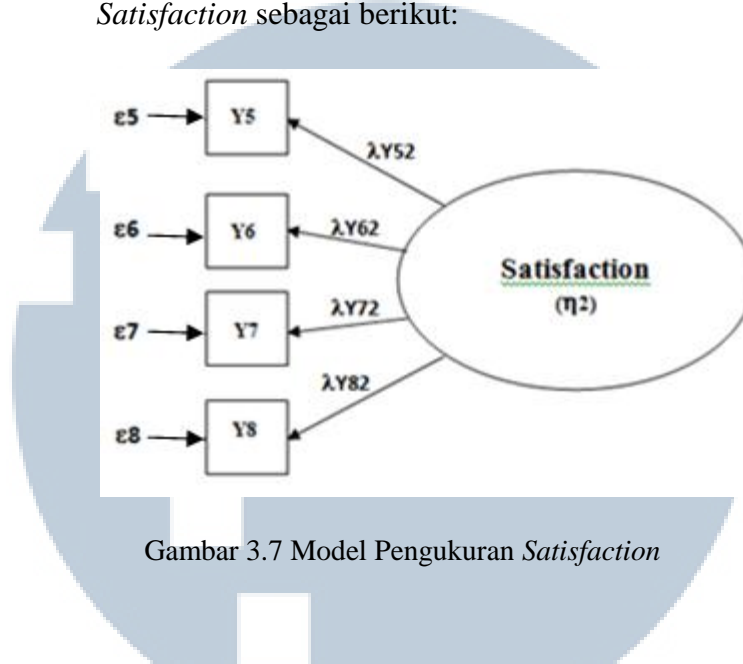 Satisfaction sebagai berikut:
ε5 Y5
λY52
ε6 Y6 λY62
Satisfaction
(η2)
ε7 Y7 λY72
λY82
ε8 Y8
Gambar 3.7 Model Pengukuran Satisfaction